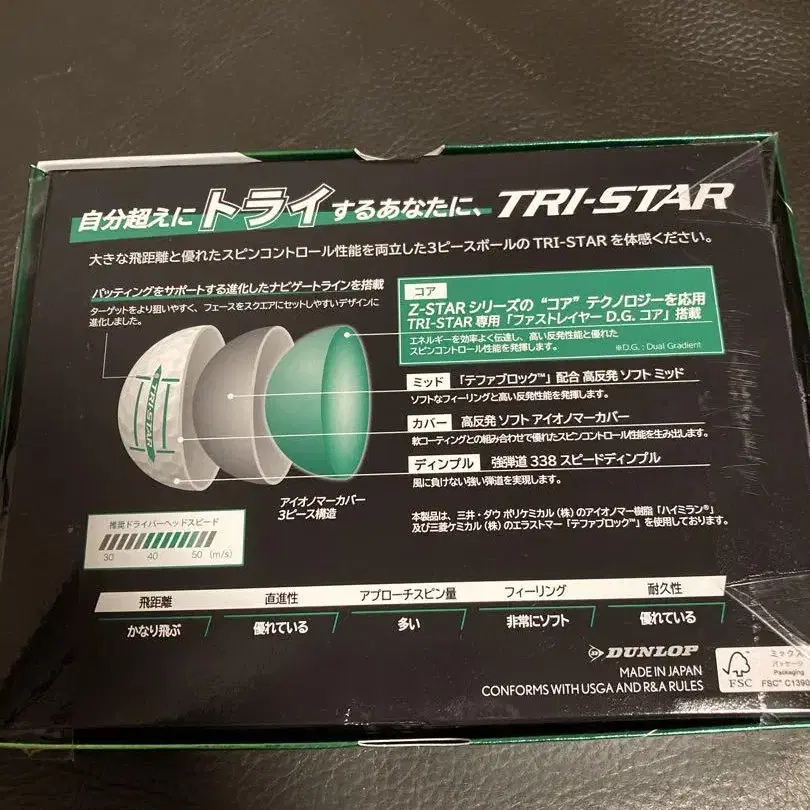 自分超えにトライするあなたに、TRI-STAR
大きな飛距離と優れたスピンコントロール性能を両立した3ピースボールの TRI-STAR を体感ください。
パッティングをサポートする進化したナビゲートラインを搭載
ターゲットをより狙いやすく、フェースをスクエアにセットしやすいデザインに
進化しました。
コア
Z-STAR シリーズの “コア” テクノロジーを応用
TRI-STAR 専用「ファストレイヤー D.G. コア」搭載
エネルギーを効率よく伝達し、高い反発性能と優れた
スピンコントロール性能を発揮します。
※D.G. : Dual Gradient
ミッド 「テファブロック™」配合 高反発 ソフト ミッド
ソフトなフィーリングと高い反発性能を発揮します。
カバー 高反発 ソフト アイオノマーカバー
軟コーティングとの組み合わせで優れたスピンコントロール性能を生み出します。
ディンプル 強弾道 338 スピードディンプル
風に負けない強い弾道を実現します。
TRI-STAR
アイオノマーカバー
3ピース構造
本製品は、三井・ダウ ポリケミカル (株) のアイオノマー樹脂「ハイミラン®」
及び三菱ケミカル (株) のエラストマー「テファブロック™」を使用しております。
推奨ドライバーヘッドスピード
30 40 50 (m/s)
飛距離 直進性 アプローチスピン量 フィーリング 耐久性
かなり飛ぶ 優れている 多い 非常にソフト 優れている
DUNLOP
MADE IN JAPAN
CONFORMS WITH USGA AND R&A RULES
FSC
ミックス
パッケージ
Packaging
FSC™ C1390